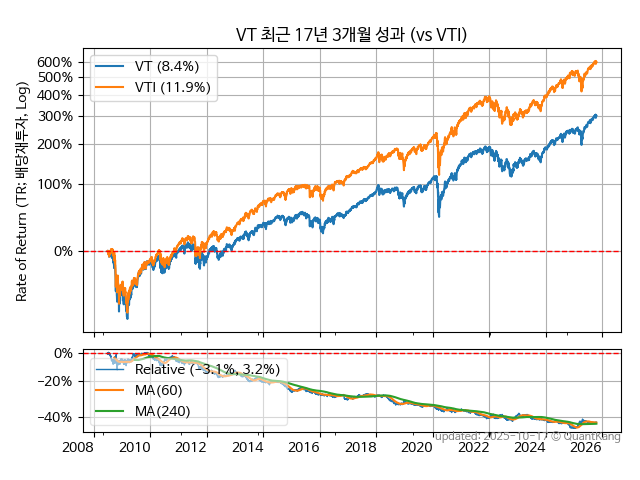 VT 최근 17년 3개월 성과 (vs VTI)
Rate of Return (TR: 배당재투자, Log)
600%
500%
400%
300%
200%
100%
0%
VT (8.4%)
VTI (11.9%)
0%
−20%
−40%
Relative (−3.1%, 3.2%)
MA(60)
MA(240)
2008 2010 2012 2014 2016 2018 2020 2022 2024 2026
updated: 2025-10-17 © QuantKang